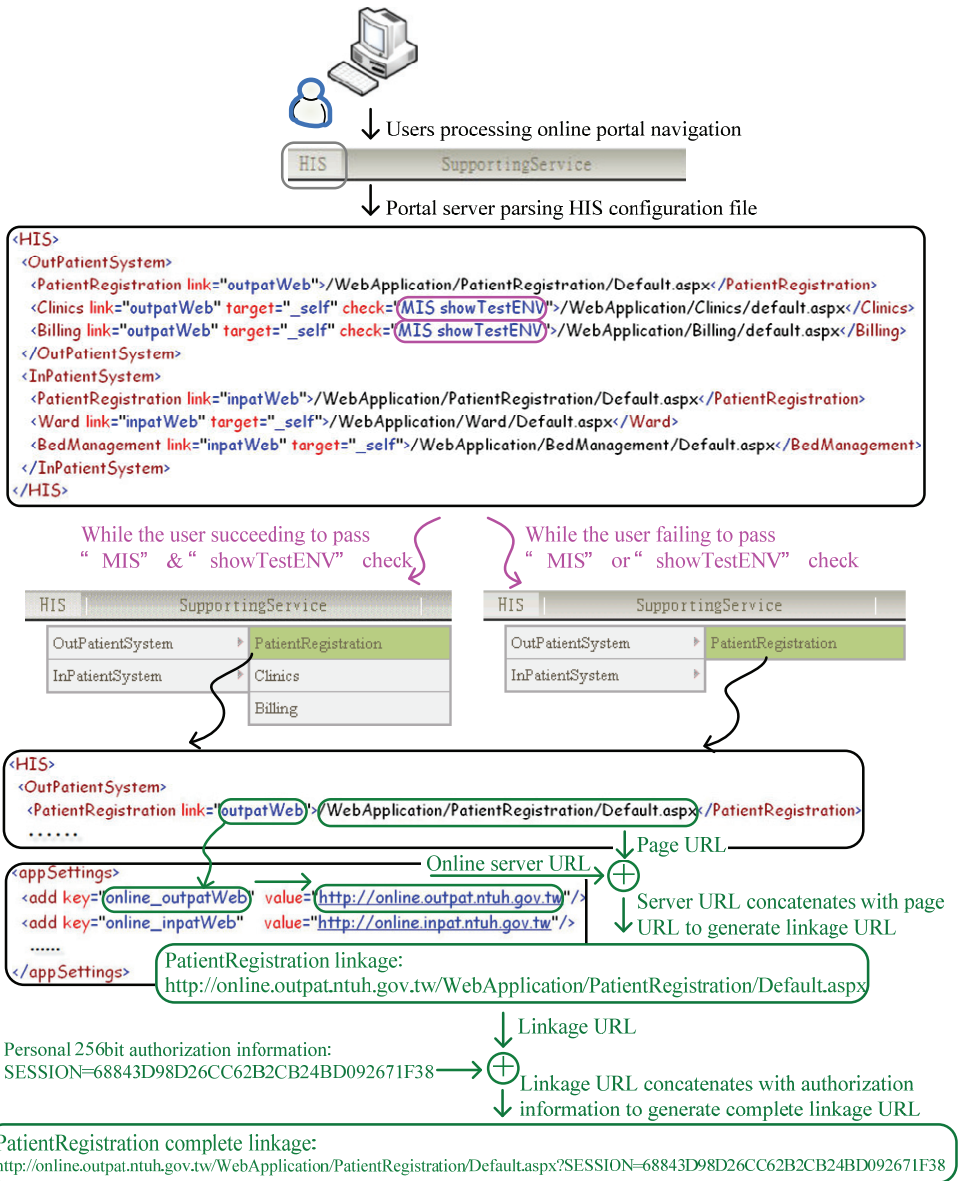 Users processing online portal navigation
HIS SupportingService
Portal server parsing HIS configuration file
<HIS>
<OutPatientSystem>
<PatientRegistration link="outpatWeb">/WebApplication/PatientRegistration/Default.aspx</PatientRegistration>
<Clinics link="outpatWeb" target="_self" check="MIS showTestENV">/WebApplication/Clinics/default.aspx</Clinics>
<Billing link="outpatWeb" target="_self" check="MIS showTestENV">/WebApplication/Billing/default.aspx</Billing>
</OutPatientSystem>
<InPatientSystem>
<PatientRegistration link="inpatWeb">/WebApplication/PatientRegistration/Default.aspx</PatientRegistration>
<Ward link="inpatWeb" target="_self">/WebApplication/Ward/Default.aspx</Ward>
<BedManagement link="inpatWeb" target="_self">/WebApplication/BedManagement/Default.aspx</BedManagement>
</InPatientSystem>
</HIS>
While the user succeeding to pass
“ MIS” & “ showTestENV” check
While the user failing to pass
“ MIS” or “ showTestENV” check
HIS SupportingService
OutPatientSystem PatientRegistration
InPatientSystem Clinics
Billing
HIS SupportingService
OutPatientSystem PatientRegistration
InPatientSystem
<HIS>
<OutPatientSystem>
<PatientRegistration link="outpatWeb">/WebApplication/PatientRegistration/Default.aspx</PatientRegistration>
......
Page URL
Online server URL
<appSettings>
<add key="online_outpatWeb" value="http://online.outpat.ntuh.gov.tw"/>
<add key="online_inpatWeb" value="http://online.inpat.ntuh.gov.tw"/>
......
</appSettings>
Server URL concatenates with page
URL to generate linkage URL
PatientRegistration linkage:
http://online.outpat.ntuh.gov.tw/WebApplication/PatientRegistration/Default.aspx
Linkage URL
Personal 256bit authorization information:
SESSION=68843D98D26CC62B2CB24BD092671F38
Linkage URL concatenates with authorization
information to generate complete linkage URL
PatientRegistration complete linkage:
http://online.outpat.ntuh.gov.tw/WebApplication/PatientRegistration/Default.aspx?SESSION=68843D98D26CC62B2CB24BD092671F38